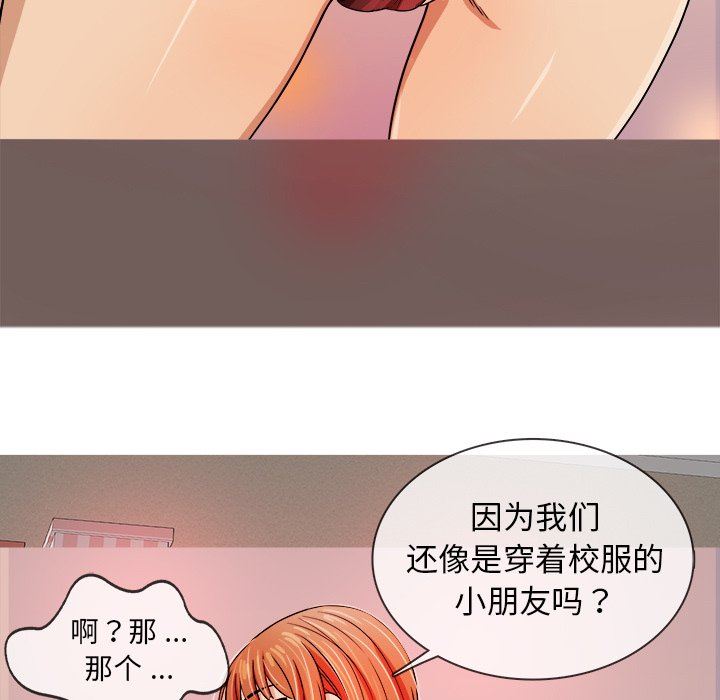 因为我们
还像是穿着校服的
小朋友吗？
啊？那 ...
那个 ...